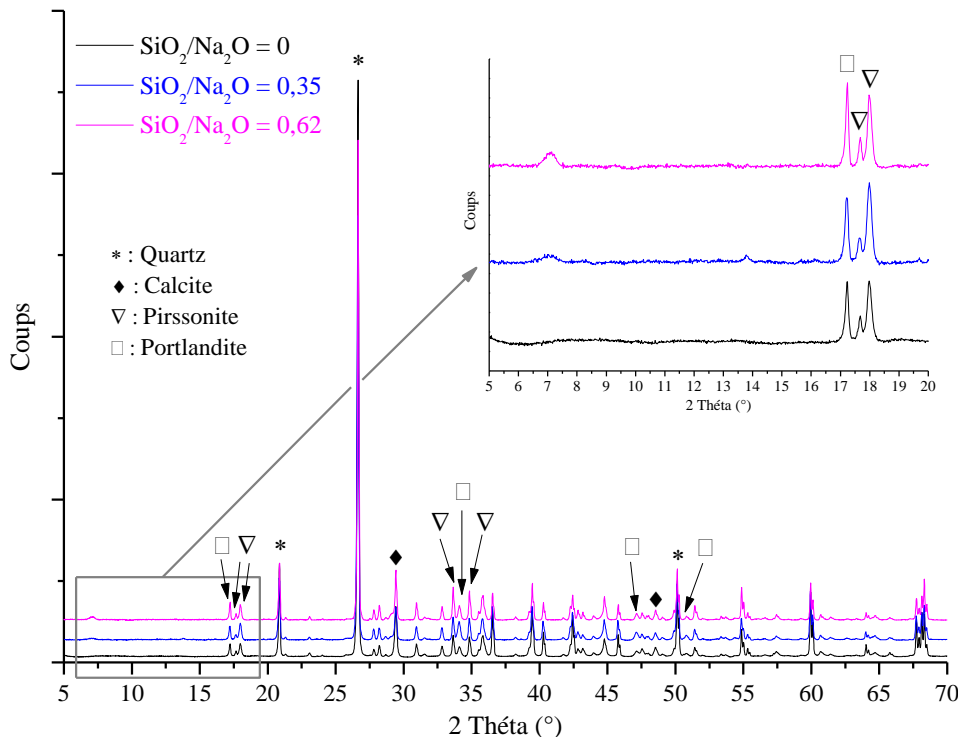 SiO₂/Na₂O = 0
SiO₂/Na₂O = 0,35
SiO₂/Na₂O = 0,62
* : Quartz
♦ : Calcite
∇ : Pirssonite
□ : Portlandite
Coups
5 10 15 20 25 30 35 40 45 50 55 60 65 70
2 Théta (°)
Coups
5 6 7 8 9 10 11 12 13 14 15 16 17 18 19 20
2 Théta (°)